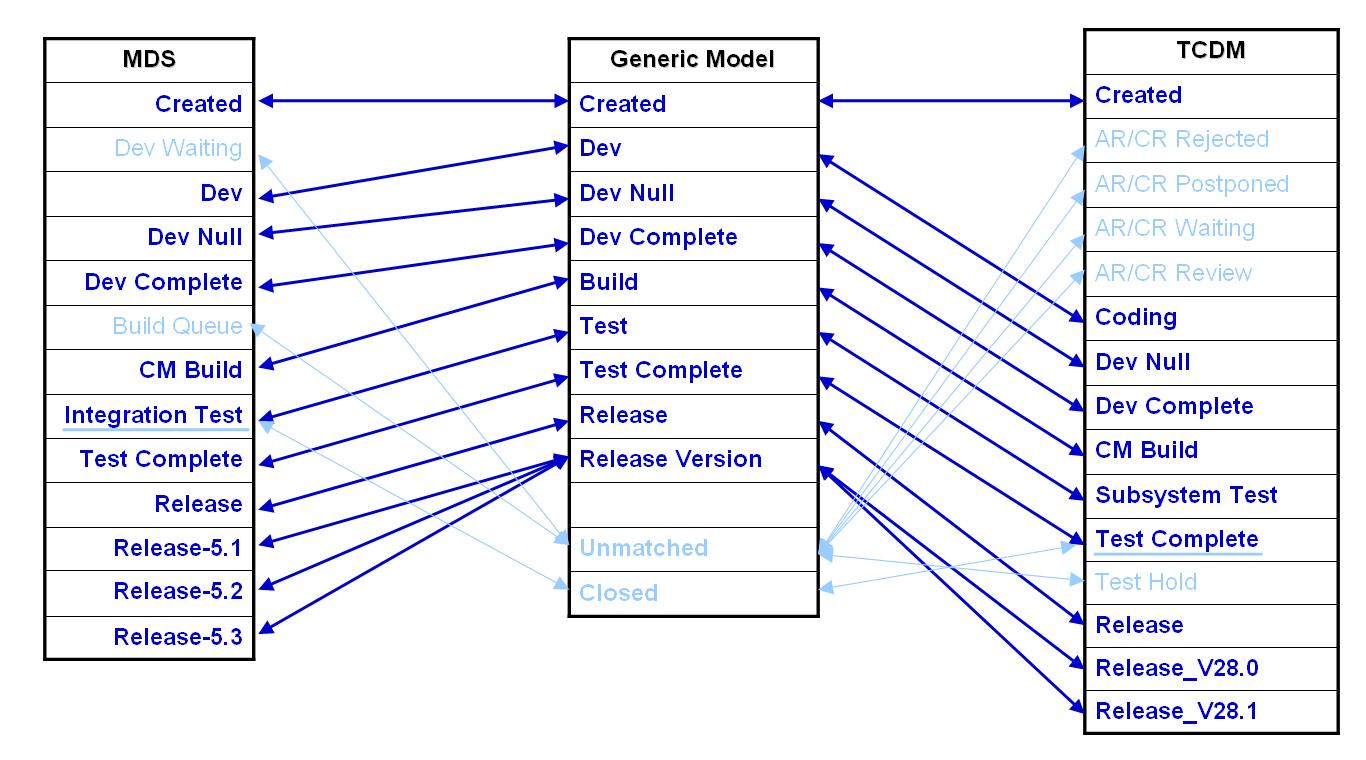 MDS
Created
Dev Waiting
Dev
Dev Null
Dev Complete
Build Queue
CM Build
Integration Test
Test Complete
Release
Release-5.1
Release-5.2
Release-5.3
Generic Model
Created
Dev
Dev Null
Dev Complete
Build
Test
Test Complete
Release
Release Version
Unmatched
Closed
TCDM
Created
AR/CR Rejected
AR/CR Postponed
AR/CR Waiting
AR/CR Review
Coding
Dev Null
Dev Complete
CM Build
Subsystem Test
Test Complete
Test Hold
Release
Release_V28.0
Release_V28.1